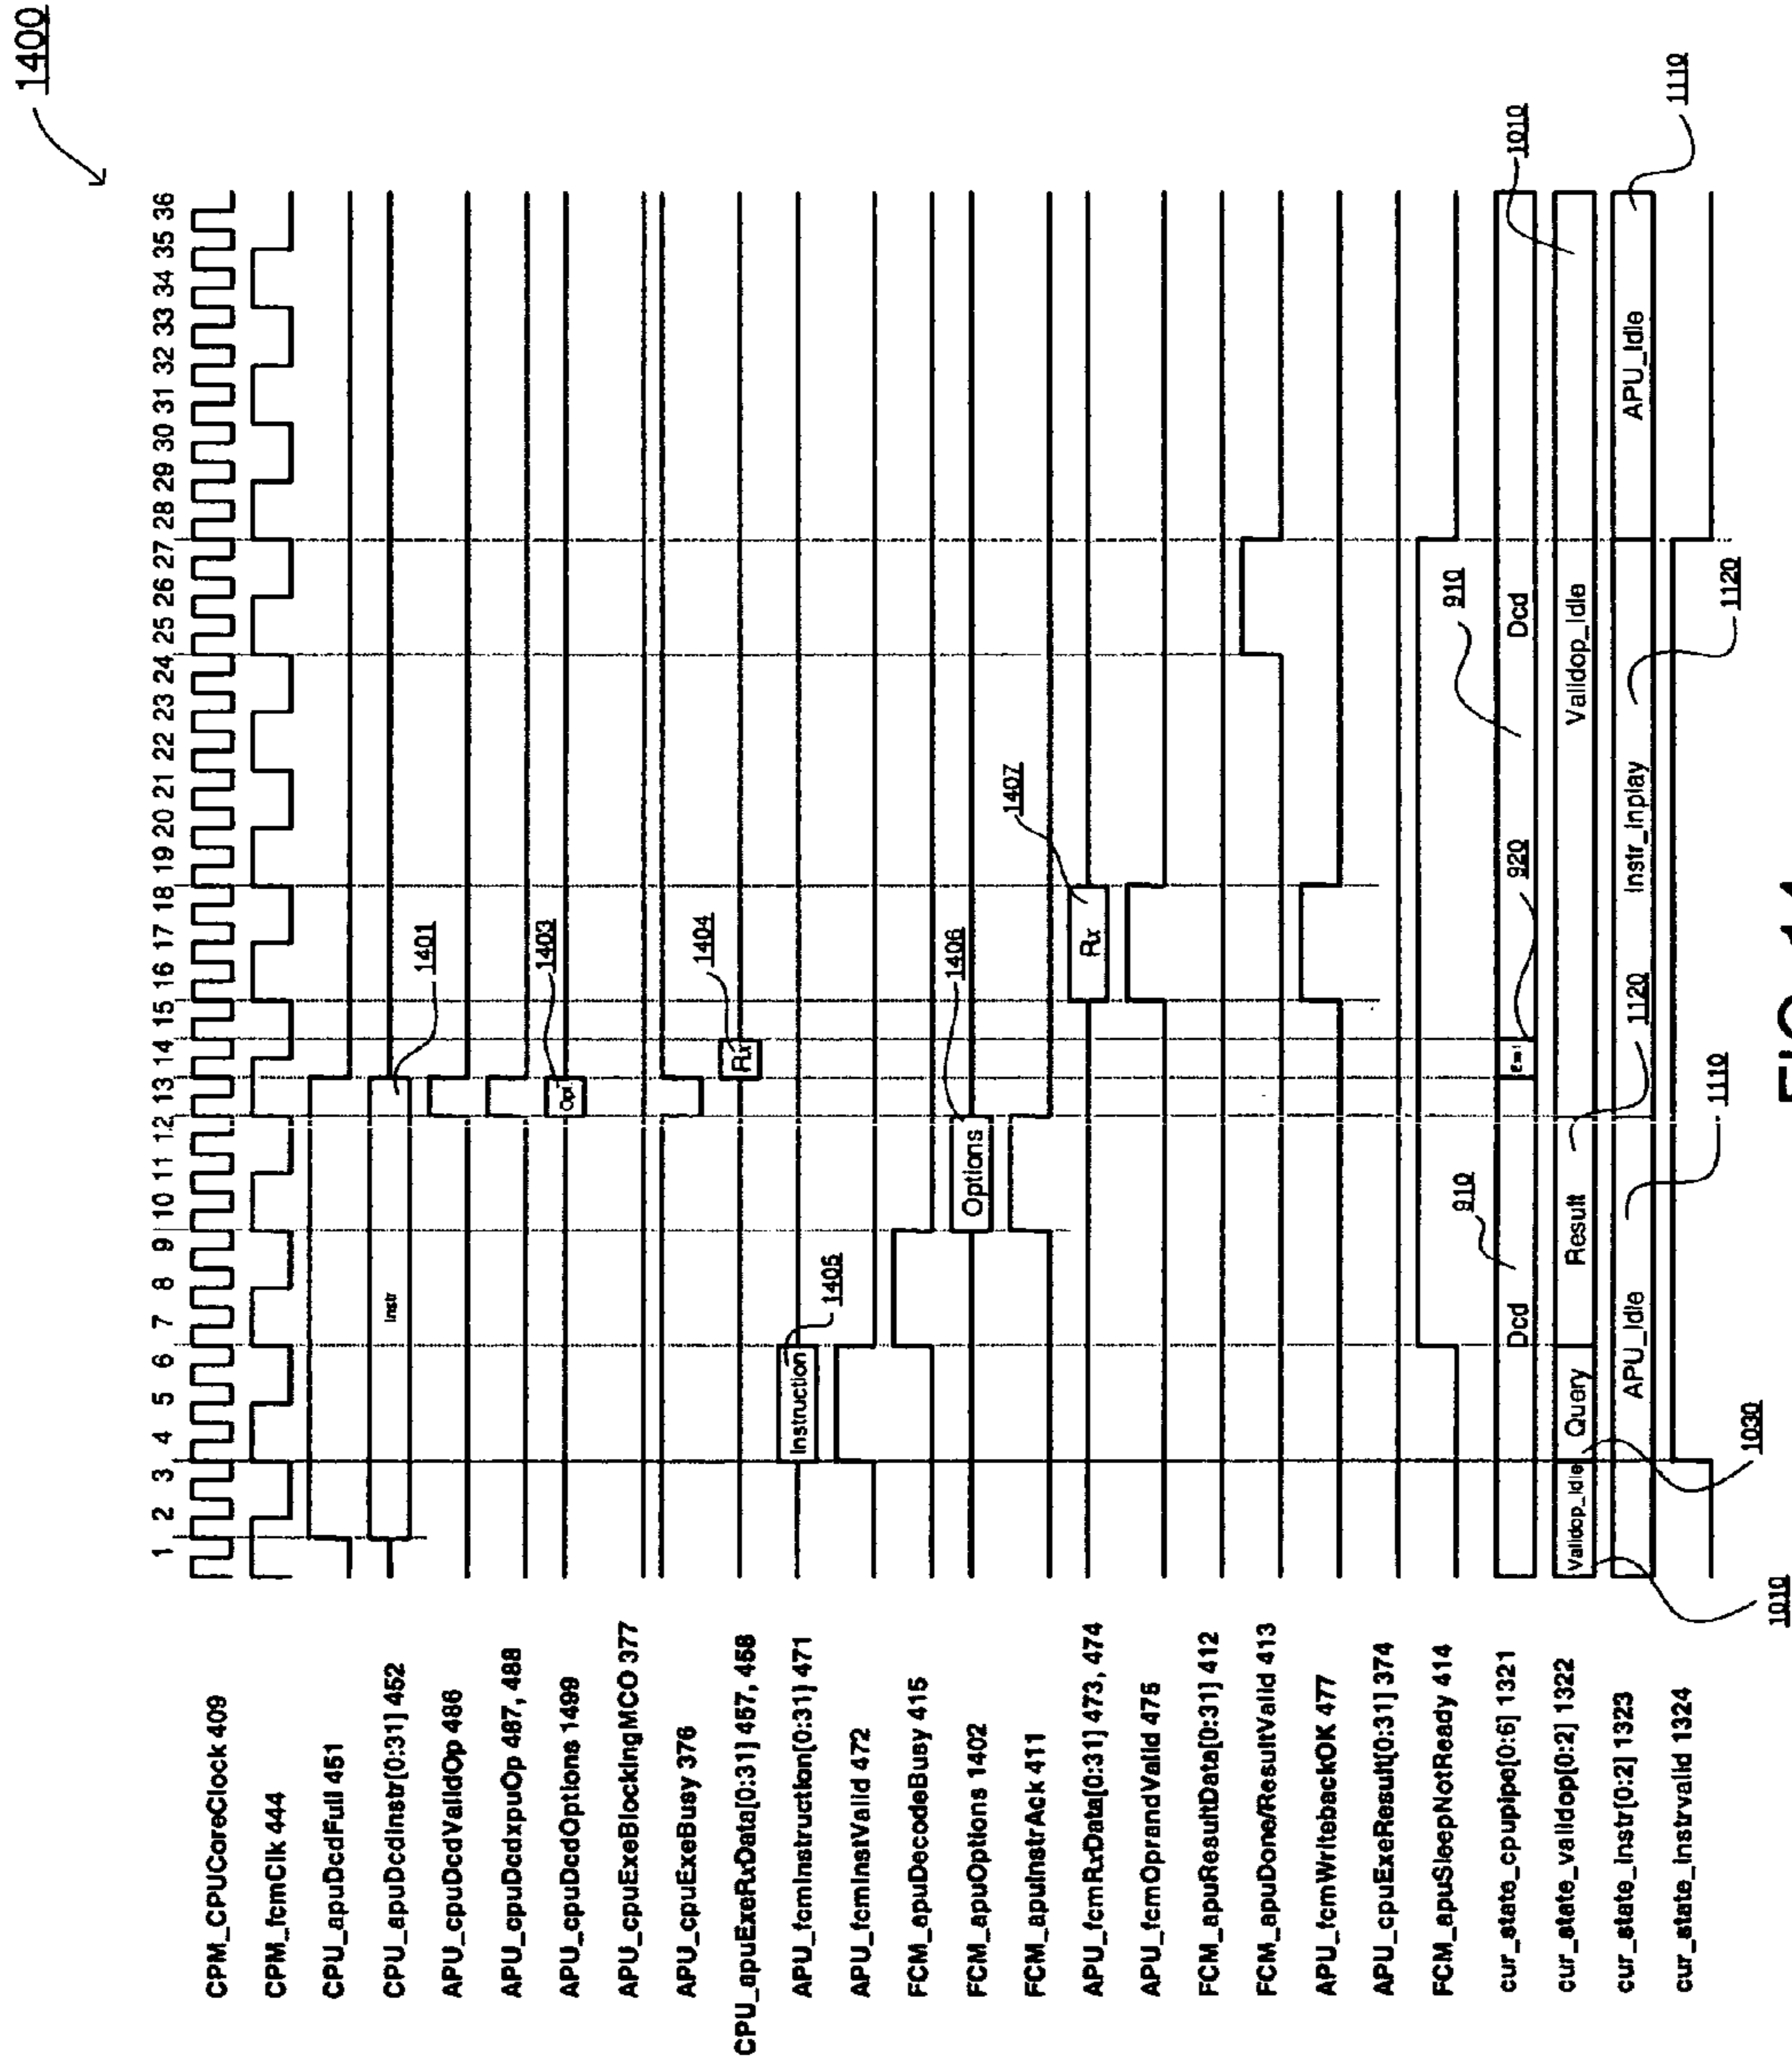 1400
1 2 3 4 5 6 7 8 9 10 11 12 13 14 15 16 17 18 19 20 21 22 23 24 25 26 27 28 29 30 31 32 33 34 35 36
CPM_CPUCoreClock 409
CPM_fcmClk 444
CPU_apuDcdFull 451
CPU_apuDcdInstr[0:31] 452
Instr
1401
APU_cpuDcdValidOp 486
APU_cpuDcdxpuOp 487, 488
APU_cpuDcdOptions 1499
Opt
1403
APU_cpuExeBlockingMCO 377
APU_cpuExeBusy 376
CPU_apuExeRxData[0:31] 457, 458
Rx
1404
APU_fcmInstruction[0:31] 471
Instruction
1405
APU_fcmInstValid 472
FCM_apuDecodeBusy 415
FCM_apuOptions 1402
Options
1406
FCM_apuInstrAck 411
APU_fcmRxData[0:31] 473, 474
Rx
1407
APU_fcmOprandValid 475
FCM_apuResultData[0:31] 412
FCM_apuDone/ResultValid 413
APU_fcmWritebackOK 477
APU_cpuExeResult[0:31] 374
FCM_apuSleepNotReady 414
910
920
910
cur_state_cpupipe[0:6] 1321
Dcd
Dcd
cur_state_validop[0:2] 1322
Validop_Idle
Query
Result
Validop_Idle
1010
1120
cur_state_instr[0:2] 1323
APU_Idle
Instr_Inplay
APU_Idle
cur_state_instrvalid 1324
1010
1030
1110
1120
1110